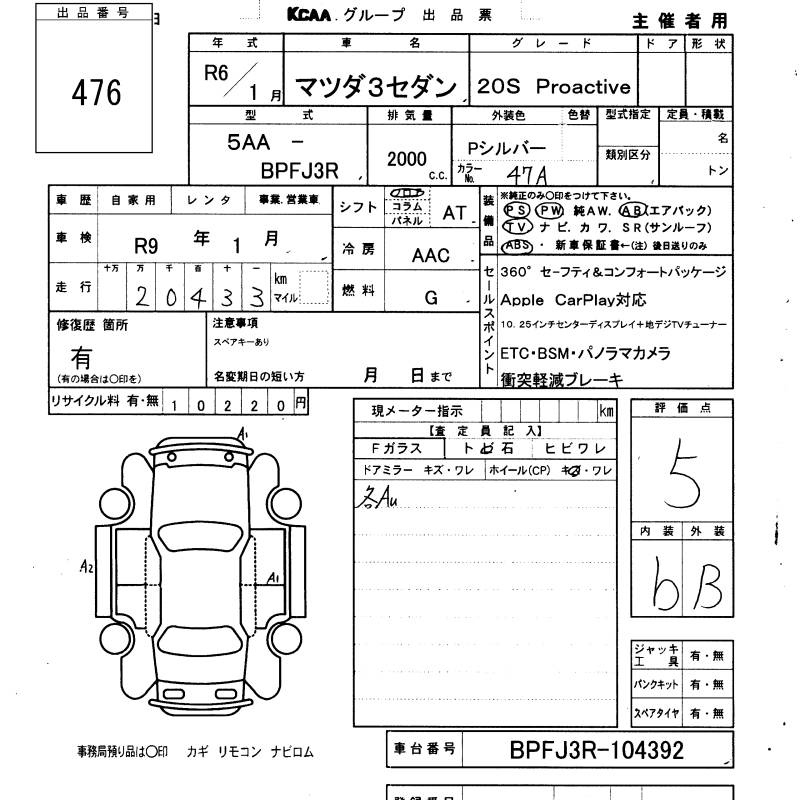 出品番号
日
KCAA.グループ 出品票
主催者用
476
年式 車名 グレード ドア 形状
R6/1月 マツダ3セダン 20S Proactive
型式 排気量 外装色 色替 型式指定 定員・積載
5AA - BPFJ3R
2000 c.c.
Pシルバー
カラーNo. 47A
類別区分
名
トン
車歴 自家用 レンタ 事業.営業車
車検 R9年1月
走行 十万 万 千 百 十 一
20433 km マイル
シフト フロア コラム パネル AT
冷房 AAC
燃料 G
装備品
※純正のみ〇印をつけて下さい。
PS PW 純AW. AB(エアバック)
TV ナビ. カワ. SR(サンルーフ)
ABS ・ 新車保証書←(注) 後日送りのみ
セールスポイント
360° セーフティ&コンフォートパッケージ
Apple CarPlay対応
10.25インチセンターディスプレイ+地デジTVチューナー
ETC・BSM・パノラマカメラ
衝突軽減ブレーキ
修復歴 箇所
有
(有の場合は〇印を)
注意事項
スペアキーあり
名変期日の短い方 月 日まで
リサイクル料 有・無 10220円
現メーター指示 km
【査定員記入】
Fガラス トビ石 ヒビワレ
ドアミラー キズ・ワレ ホイール(CP) キズ・ワレ
各Au
評価点
5
内装 外装
b B
A1
A2
A1
ジャッキ工具 有・無
パンクキット 有・無
スペアタイヤ 有・無
事務局預り品は〇印 カギ リモコン ナビロム
車台番号 BPFJ3R-104392
登録番号